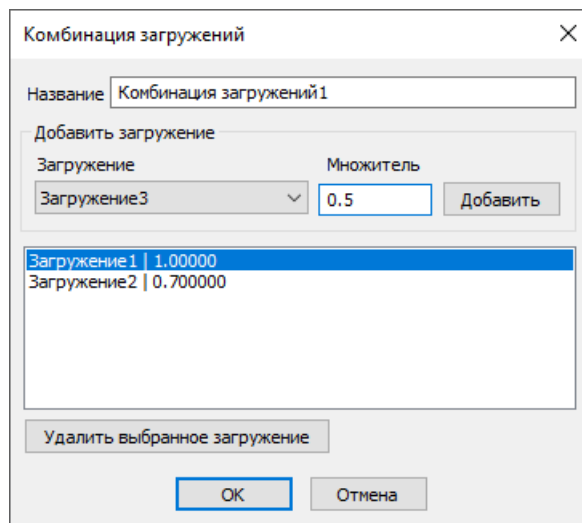 Комбинация загружений
Название Комбинация загружений1
Добавить загружение
Загружение Множитель
Загружение3 0.5 Добавить
Загружение1 | 1.00000
Загружение2 | 0.700000
Удалить выбранное загружение
OK Отмена